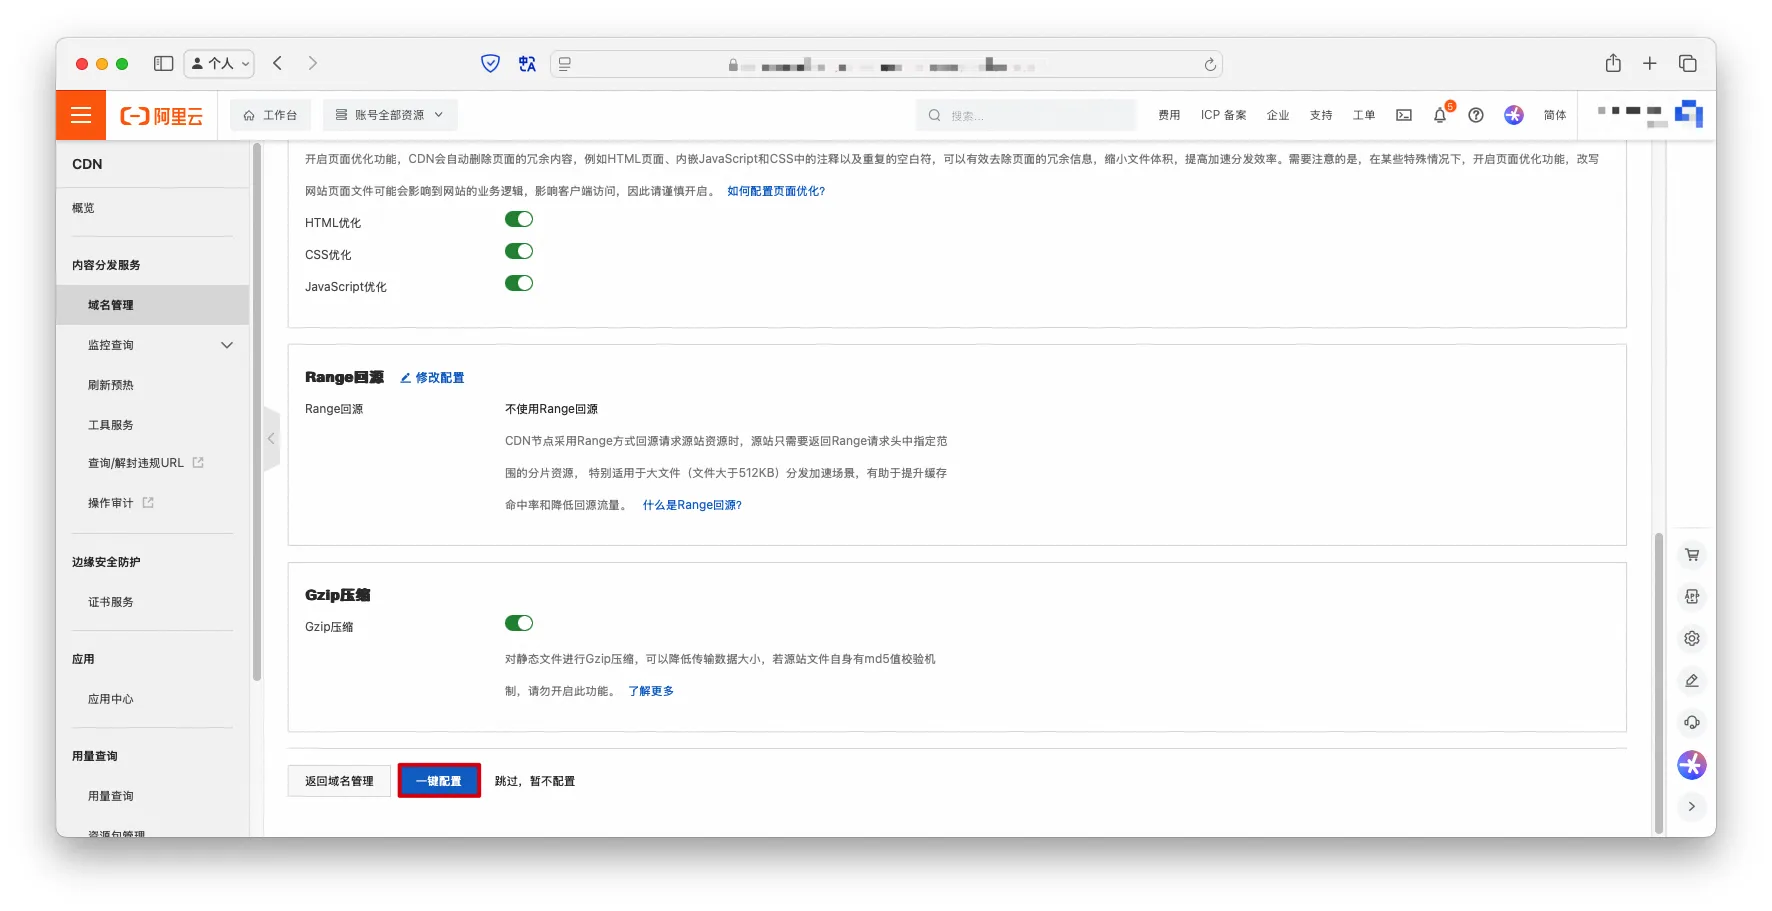 个人
阿里云
工作台
账号全部资源
搜索...
费用
ICP 备案
企业
支持
工单
5
简体
CDN
概览
内容分发服务
域名管理
监控查询
刷新预热
工具服务
查询/解封违规URL
操作审计
边缘安全防护
证书服务
应用
应用中心
用量查询
用量查询
资源包管理
开启页面优化功能，CDN会自动删除页面的冗余内容，例如HTML页面、内嵌JavaScript和CSS中的注释以及重复的空白符，可以有效去除页面的冗余信息，缩小文件体积，提高加速分发效率。需要注意的是，在某些特殊情况下，开启页面优化功能，改写
网站页面文件可能会影响到网站的业务逻辑，影响客户端访问，因此请谨慎开启。 如何配置页面优化?
HTML优化
CSS优化
JavaScript优化
Range回源 修改配置
Range回源 不使用Range回源
CDN节点采用Range方式回源请求源站资源时，源站只需要返回Range请求头中指定范
围的分片资源， 特别适用于大文件（文件大于512KB）分发加速场景，有助于提升缓存
命中率和降低回源流量。 什么是Range回源?
Gzip压缩
Gzip压缩
对静态文件进行Gzip压缩，可以降低传输数据大小，若源站文件自身有md5值校验机
制，请勿开启此功能。 了解更多
返回域名管理
一键配置
跳过，暂不配置
APP